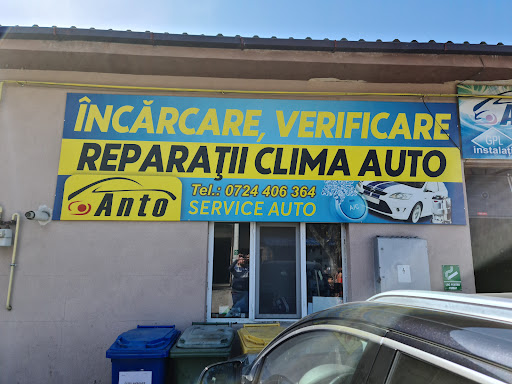 ÎNCĂRCARE, VERIFICARE
REPARAȚII CLIMA AUTO
Anto
Tel.: 0724 406 364
SERVICE AUTO
A/C
GPL